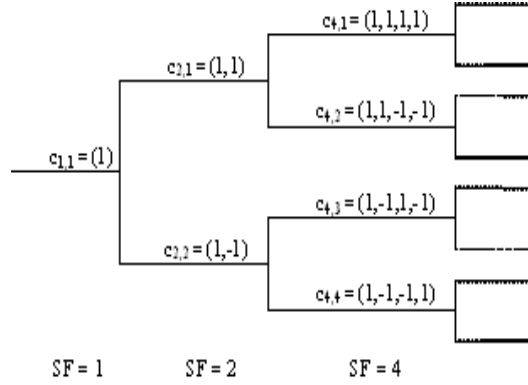 c4,1 = (1,1,1,1)
c2,1 = (1, 1)
c4,2 = (1,1,-1,-1)
c1,1 = (1)
c4,3 = (1,-1,1,-1)
c2,2 = (1,-1)
c4,4 = (1,-1,-1,1)
SF = 1 SF = 2 SF = 4